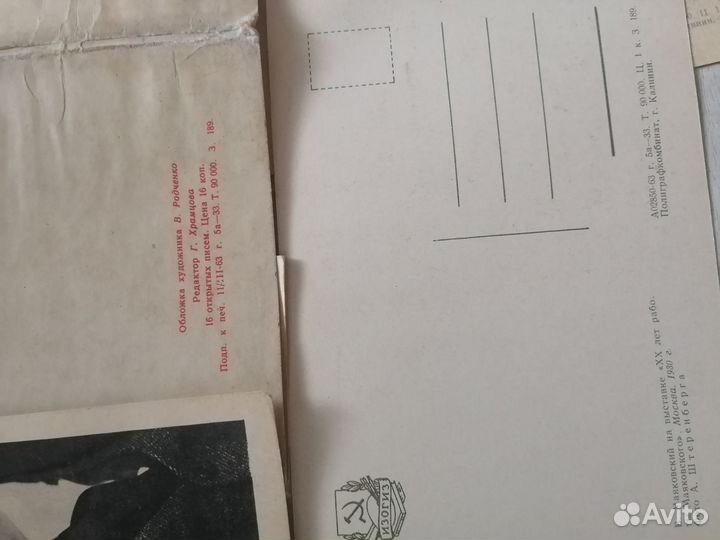 Обложка художника В. Родченко
Редактор Г. Храмцова
16 открытых писем. Цена 16 коп.
Подп. к печ. 11/III-63 г. 5а—33. Т. 90 000. З. 189.
А02850-63 г. 5а—33. Т. 90 000. Ц. 1 к. З. 189.
Полиграфкомбинат, г. Калинин.
Маяковский на выставке «XX лет рабо-
Маяковского». Москва. 1930 г.
А. Штеренберга
ИЗОГИЗ
Avito